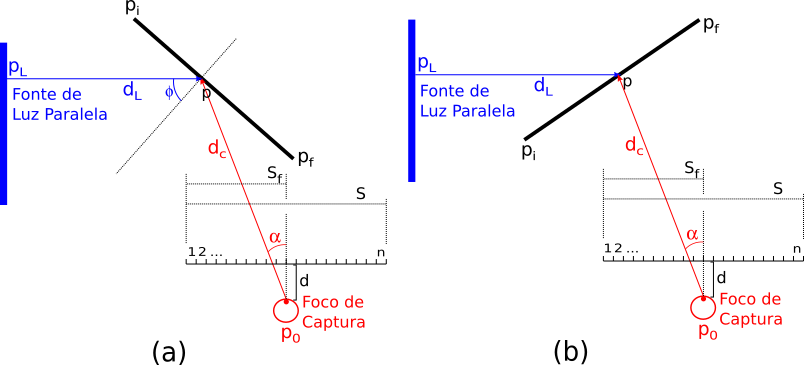 pi
pL
dL
ϕ
p
Fonte de
Luz Paralela
pf
dc
Sf
S
α
1 2 ...
n
d
Foco de
Captura
p0
(a)
pf
pL
dL
p
Fonte de
Luz Paralela
pi
dc
Sf
S
α
1 2 ...
n
d
Foco de
Captura
p0
(b)